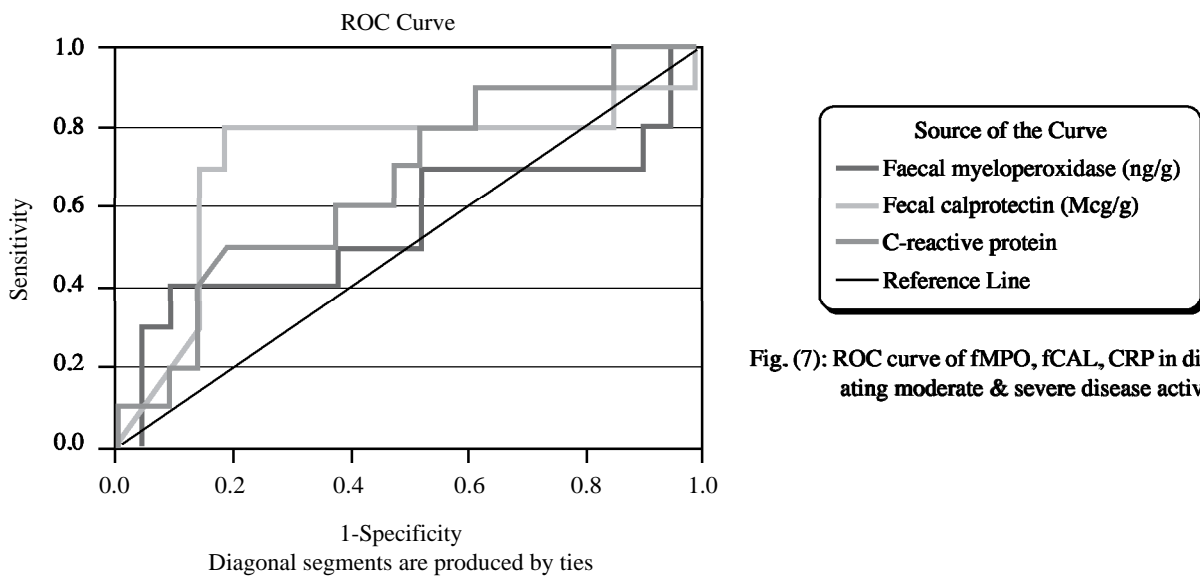 ROC Curve
1.0
0.8
0.6
0.4
0.2
0.0
Sensitivity
0.0 0.2 0.4 0.6 0.8 1.0
1-Specificity
Diagonal segments are produced by ties
Source of the Curve
Faecal myeloperoxidase (ng/g)
Fecal calprotectin (Mcg/g)
C-reactive protein
Reference Line
Fig. (7): ROC curve of fMPO, fCAL, CRP in
ating moderate & severe disease